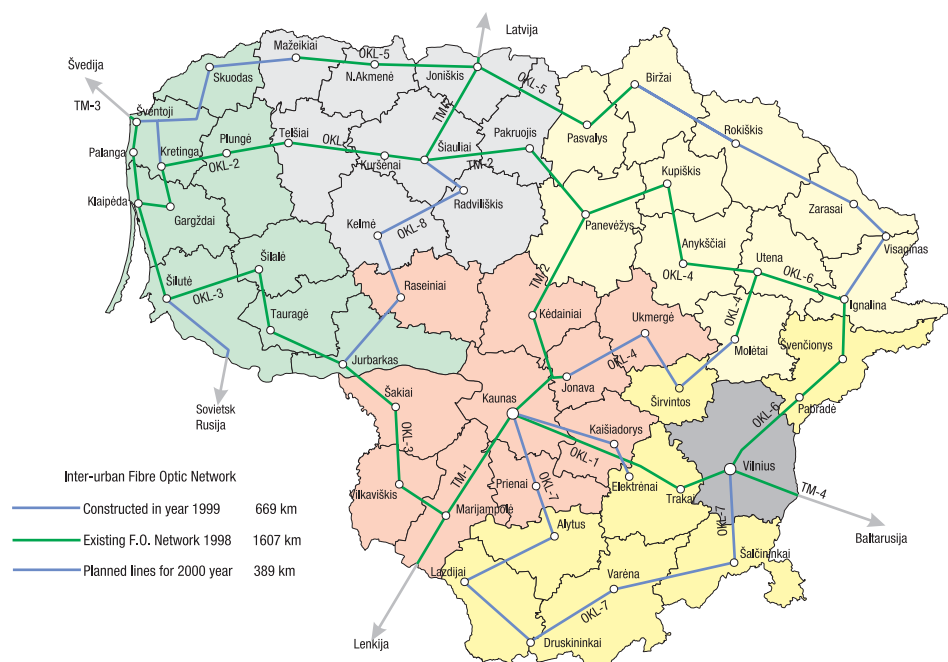 Latvija
Švedija
TM-3
Mažeikiai
OKL-5
Skuodas
N.Akmenė
Joniškis
OKL-5
Biržai
Šventoji
Palanga
Kretinga
Plungė
OKL-2
Telšiai
Kuršėnai
Šiauliai
TM-2
Pakruojis
Pasvalys
Rokiškis
Klaipėda
Gargždai
Radviliškis
Kelmė
OKL-8
Kupiškis
Panevėžys
Zarasai
Visaginas
Anykščiai
OKL-4
Utena
OKL-6
Šilutė
OKL-3
Šilalė
Raseiniai
TM-2
Ignalina
Tauragė
Kėdainiai
Ukmergė
OKL-4
OKL-4
Molėtai
Švenčionys
Jurbarkas
Jonava
Širvintos
Pabradė
Sovietsk
Rusija
Šakiai
Kaunas
Kaišiadorys
OKL-6
OKL-3
OKL-1
Vilnius
Inter-urban Fibre Optic Network
Vilkaviškis
TM-1
Prienai
OKL-7
Elektrėnai
Trakai
TM-4
Constructed in year 1999 669 km
Marijampolė
OKL-7
Baltarusija
Existing F.O. Network 1998 1607 km
Alytus
Šalčininkai
Planned lines for 2000 year 389 km
Lazdijai
Varėna
OKL-7
Lenkija
Druskininkai